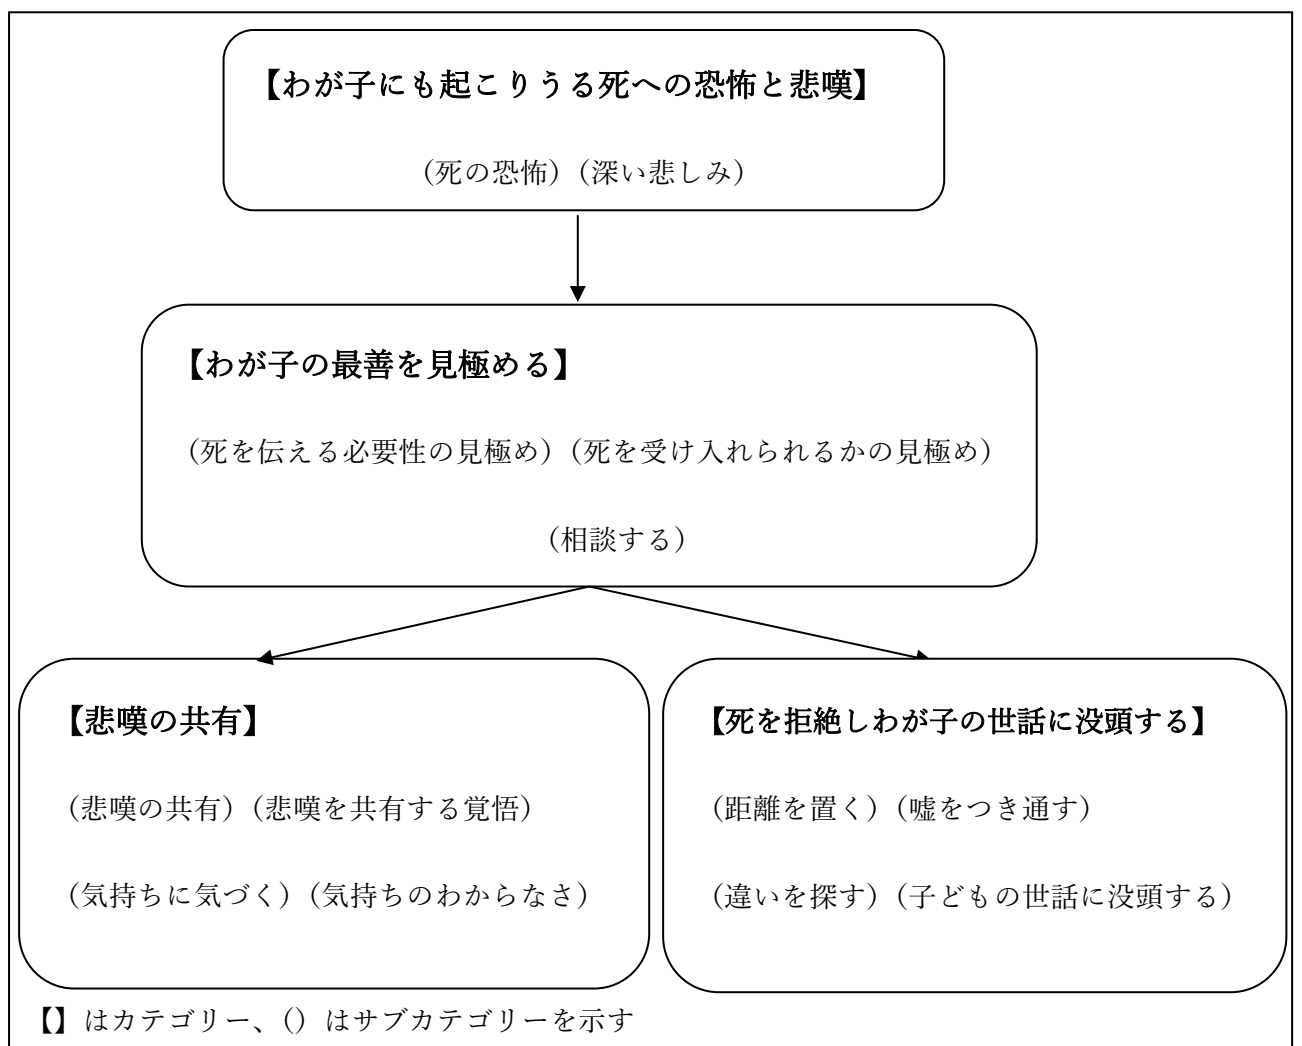 【わが子にも起こりうる死への恐怖と悲嘆】
（死の恐怖）（深い悲しみ）
【わが子の最善を見極める】
（死を伝える必要性の見極め）（死を受け入れられるかの見極め）
（相談する）
【悲嘆の共有】
（悲嘆の共有）（悲嘆を共有する覚悟）
（気持ちに気づく）（気持ちのわからなさ）
【死を拒絶しわが子の世話に没頭する】
（距離を置く）（嘘をつき通す）
（違いを探す）（子どもの世話に没頭する）
【】はカテゴリー、（）はサブカテゴリーを示す